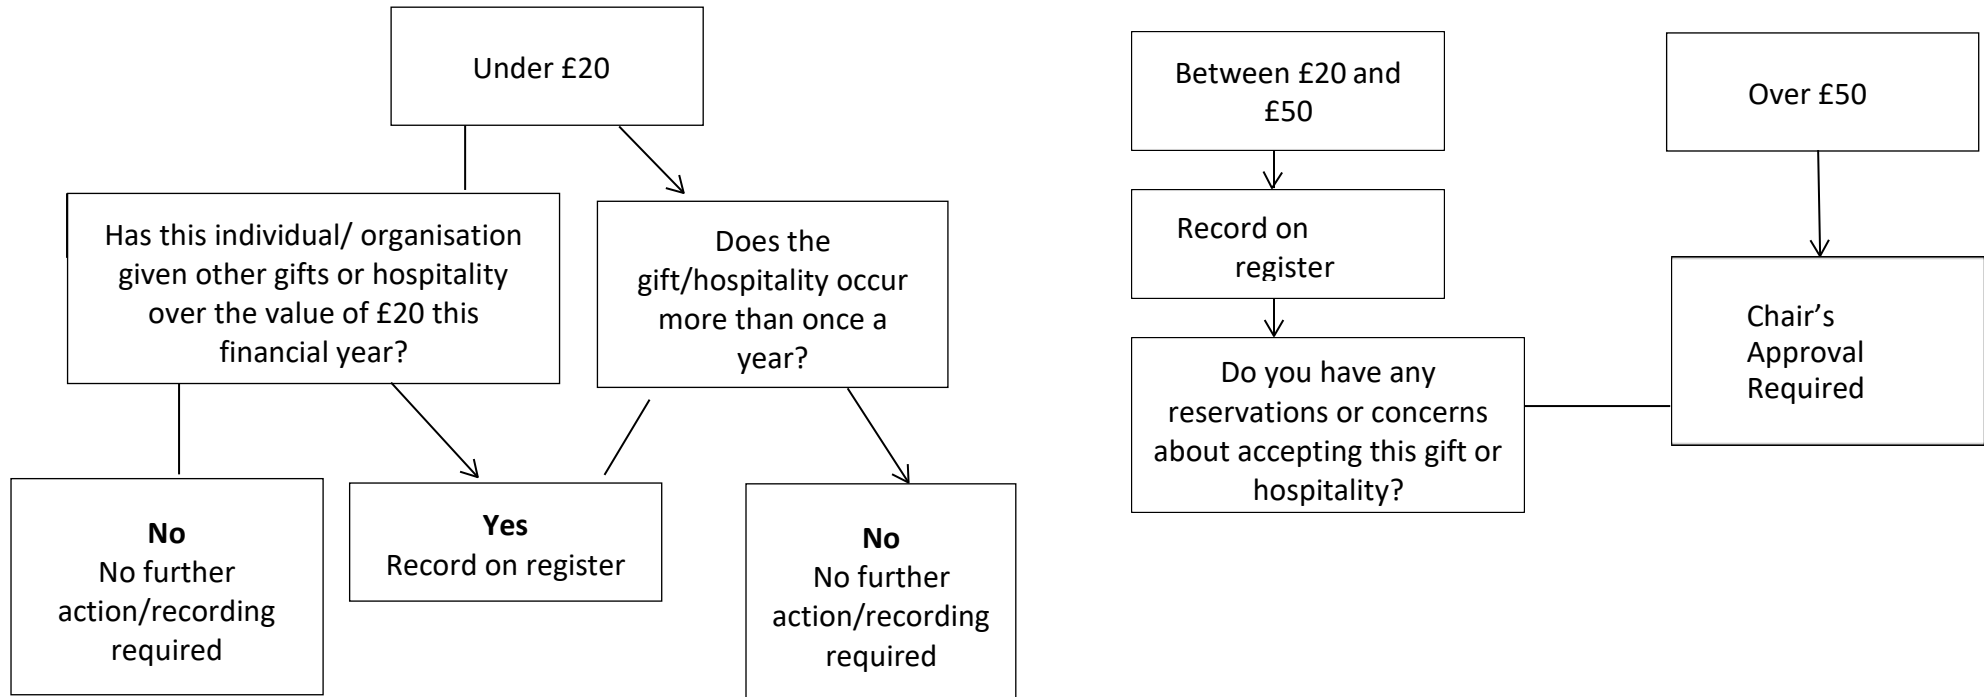 Under £20
Between £20 and
£50
Over £50
Has this individual/ organisation
given other gifts or hospitality
over the value of £20 this
financial year?
Does the
gift/hospitality occur
more than once a
year?
Record on
register
Chair’s
Approval
Required
Do you have any
reservations or concerns
about accepting this gift or
hospitality?
No
No further
action/recording
required
Yes
Record on register
No
No further
action/recording
required